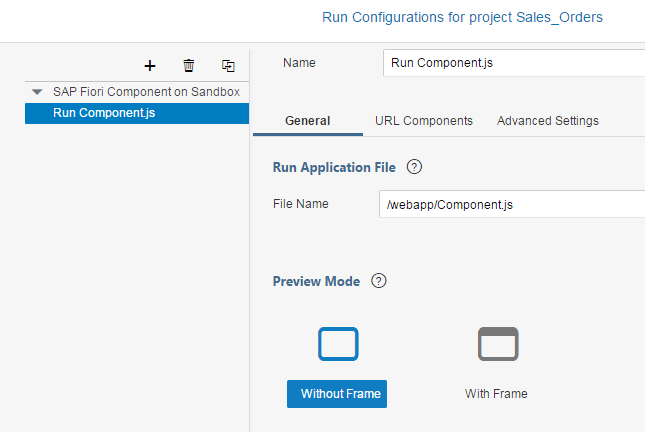 Run Configurations for project Sales_Orders
SAP Fiori Component on Sandbox
Run Component.js
Name
Run Component.js
General
URL Components
Advanced Settings
Run Application File ?
File Name
/webapp/Component.js
Preview Mode ?
Without Frame
With Frame